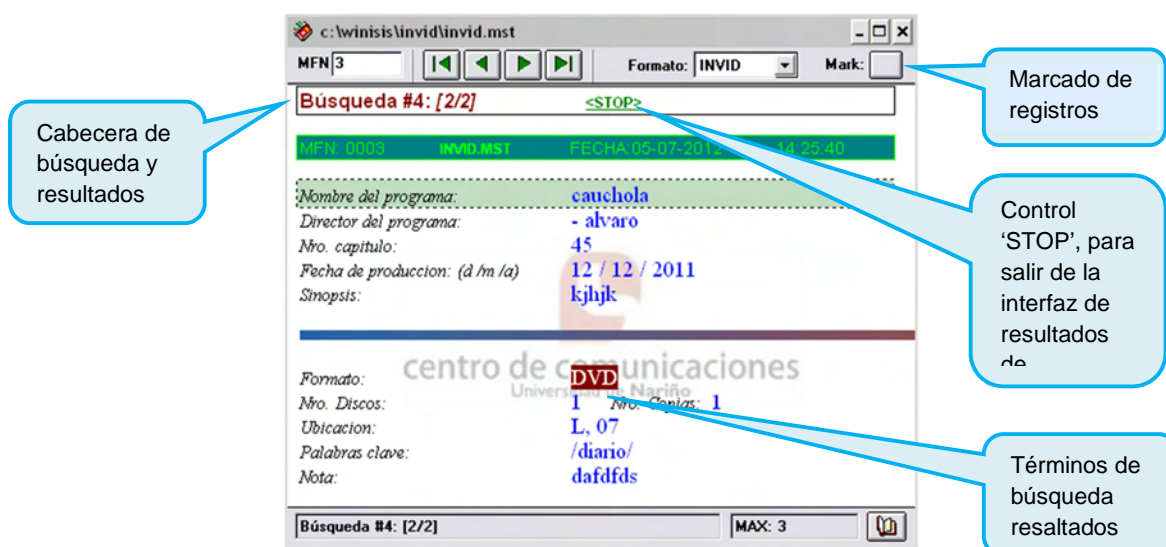 c:\winisis\invid\invid.mst
MFN 3 Formato: INVID Mark:
Búsqueda #4: [2/2] <STOP>
MFN: 0003 INVID.MST FECHA:05-07-2012 14:25:40
Nombre del programa: cauchola
Director del programa: - alvaro
Nro. capitulo: 45
Fecha de produccion: (d /m /a) 12 / 12 / 2011
Sinopsis: kjhjk
centro de comunicaciones
Universidad de Nariño
Formato: DVD
Nro. Discos: 1 Nro. Copias: 1
Ubicacion: L, 07
Palabras clave: /diario/
Nota: dafdfds
Búsqueda #4: [2/2] MAX: 3
Cabecera de
búsqueda y
resultados
Marcado de
registros
Control
‘STOP’, para
salir de la
interfaz de
resultados
de
Términos de
búsqueda
resaltados